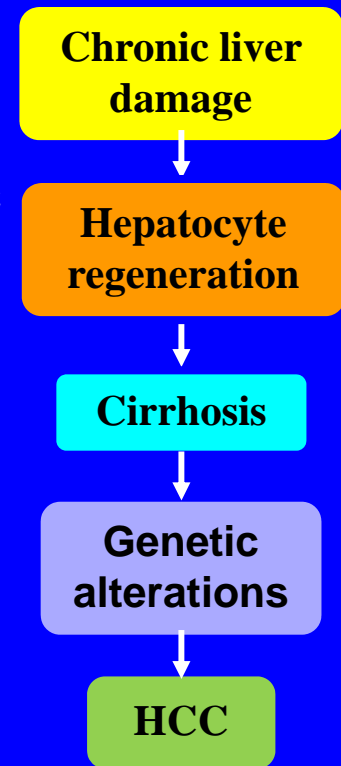 Chronic liver
damage
Hepatocyte
regeneration
Cirrhosis
Genetic
alterations
HCC